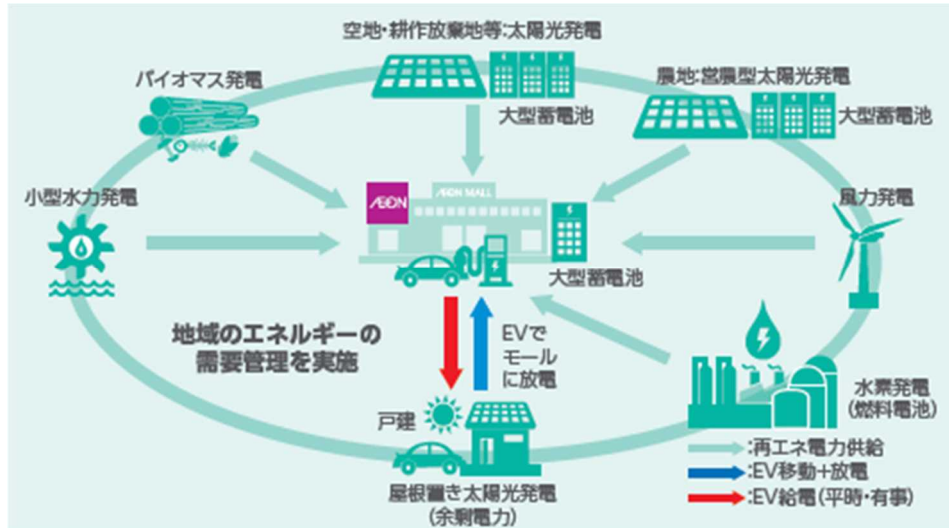 空地・耕作放棄地等:太陽光発電
バイオマス発電
農地:営農型太陽光発電
大型蓄電池
大型蓄電池
小型水力発電
風力発電
ÆON
ÆON MALL
大型蓄電池
地域のエネルギーの
需要管理を実施
EVで
モール
に放電
水素発電
(燃料電池)
戸建
屋根置き太陽光発電
(余剰電力)
:再エネ電力供給
:EV移動+放電
:EV給電(平時・有事)